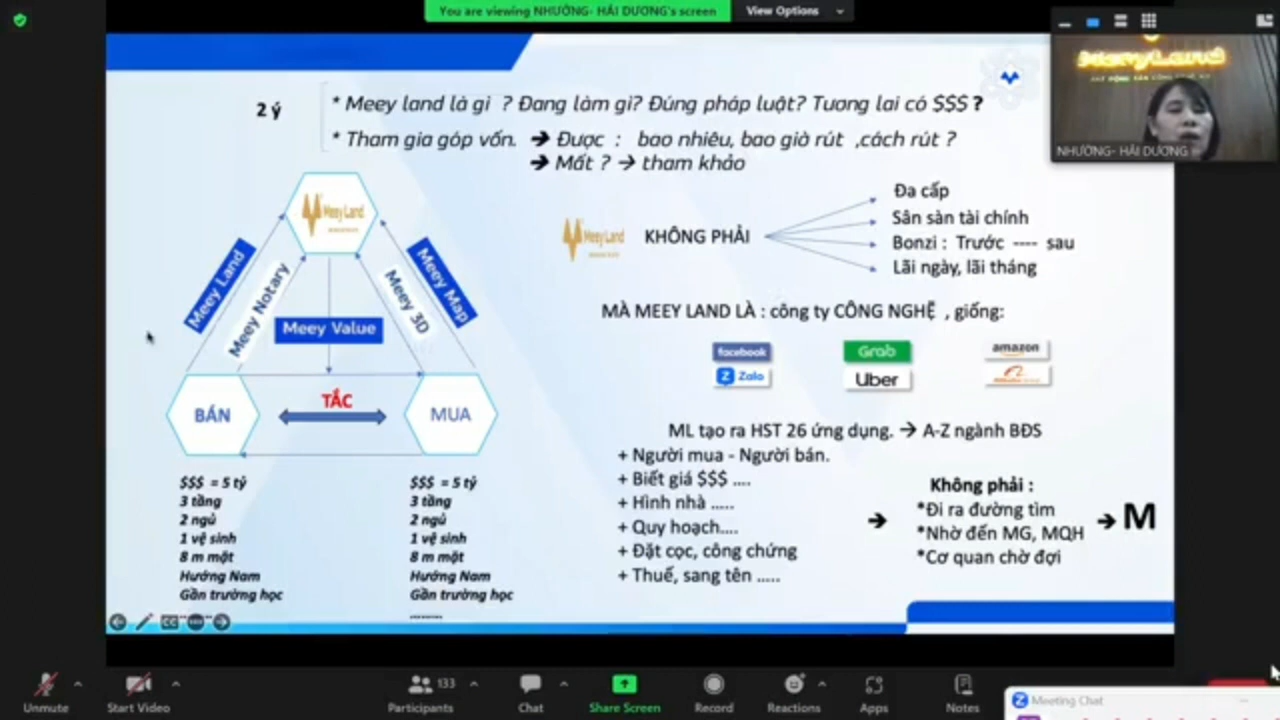 You are viewing NHƯỜNG- HẢI DƯƠNG's screen
View Options
MeeyLand
NHƯỜNG- HẢI DƯƠNG
2 ý
* Meey land là gì ? Đang làm gì? Đúng pháp luật? Tương lai có $$$ ?
* Tham gia góp vốn. → Được : bao nhiêu, bao giờ rút ,cách rút ?
→ Mất ? → tham khảo
Meey Land
Meey Land
Meey Notary
Meey Value
Meey 3D
Meey Map
BÁN
TẮC
MUA
$$$ = 5 tỷ
3 tầng
2 ngủ
1 vệ sinh
8 m mặt
Hướng Nam
Gần trường học
$$$ = 5 tỷ
3 tầng
2 ngủ
1 vệ sinh
8 m mặt
Hướng Nam
Gần trường học
........
Meey Land
KHÔNG PHẢI
Đa cấp
Sân sàn tài chính
Bonzi : Trước ---- sau
Lãi ngày, lãi tháng
MÀ MEEY LAND LÀ : công ty CÔNG NGHỆ , giống:
facebook
Grab
amazon
Zalo
Uber
ML tạo ra HST 26 ứng dụng. → A-Z ngành BĐS
+ Người mua - Người bán.
+ Biết giá $$$ ....
+ Hình nhà .....
+ Quy hoạch....
+ Đặt cọc, công chứng
+ Thuế, sang tên .....
→
Không phải :
*Đi ra đường tìm
*Nhờ đến MG, MQH
*Cơ quan chờ đợi
→ M
Unmute
Start Video
133
Participants
Chat
Share Screen
Record
Reactions
Apps
Notes
Meeting Chat